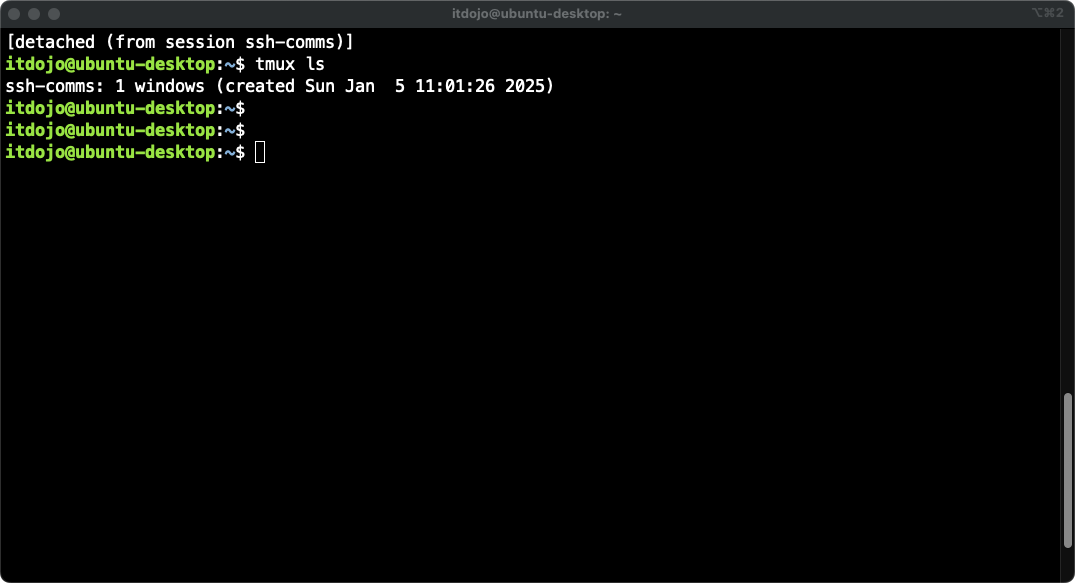 itdojo@ubuntu-desktop: ~
⌥⌘2
[detached (from session ssh-comms)]
itdojo@ubuntu-desktop:~$ tmux ls
ssh-comms: 1 windows (created Sun Jan  5 11:01:26 2025)
itdojo@ubuntu-desktop:~$
itdojo@ubuntu-desktop:~$
itdojo@ubuntu-desktop:~$